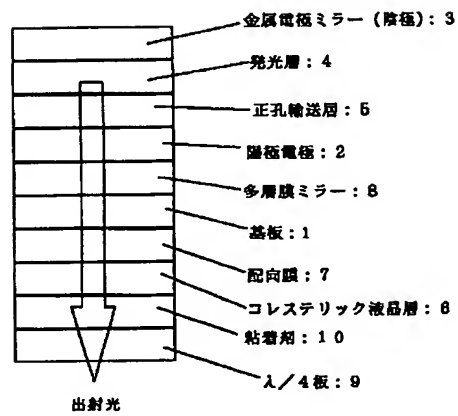 金属電極ミラー（陰極）：3
発光層：4
正孔輸送層：5
陽極電極：2
多層膜ミラー：8
基板：1
配向膜：7
コレステリック液晶層：6
粘着剤：10
λ／4板：9
出射光